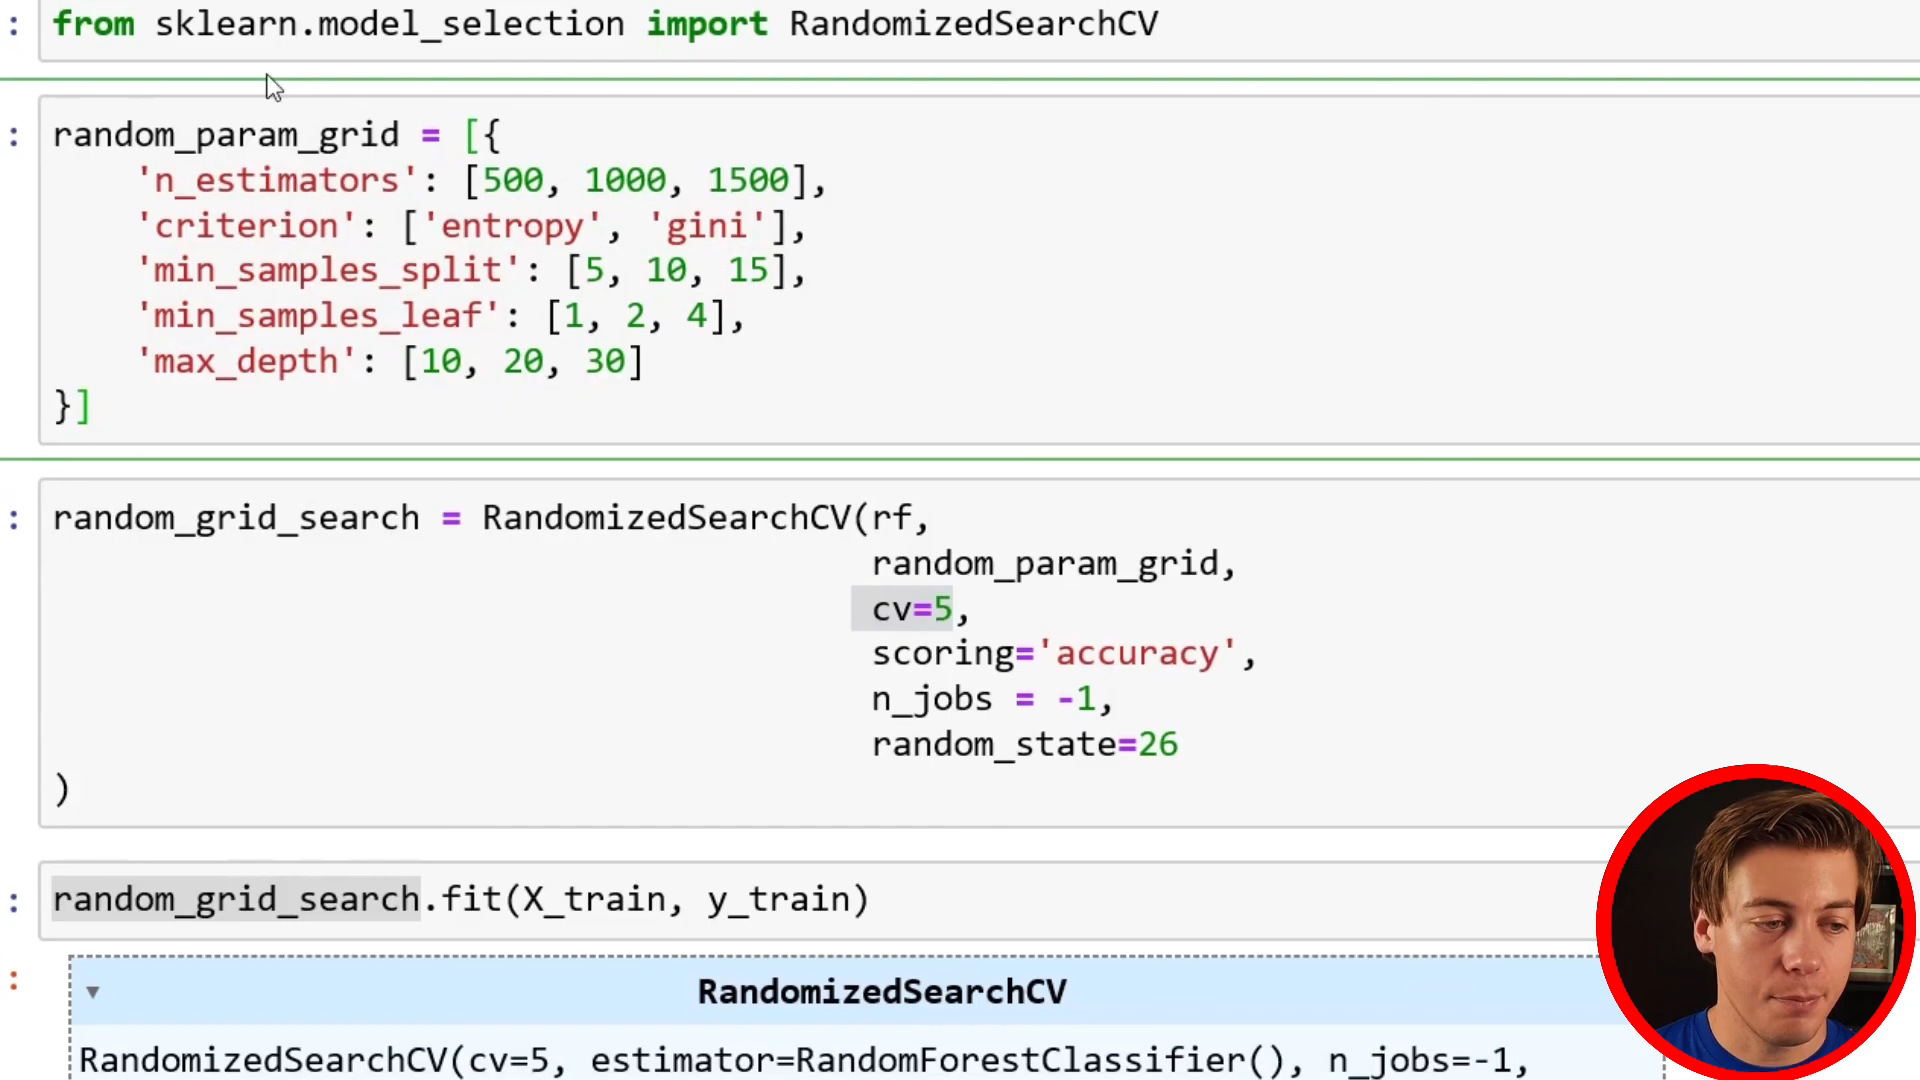 : from sklearn.model_selection import RandomizedSearchCV
: random_param_grid = [{
'n_estimators': [500, 1000, 1500],
'criterion': ['entropy', 'gini'],
'min_samples_split': [5, 10, 15],
'min_samples_leaf': [1, 2, 4],
'max_depth': [10, 20, 30]
}]
: random_grid_search = RandomizedSearchCV(rf,
random_param_grid,
cv=5,
scoring='accuracy',
n_jobs = -1,
random_state=26
)
: random_grid_search.fit(X_train, y_train)
: ▼ RandomizedSearchCV
RandomizedSearchCV(cv=5, estimator=RandomForestClassifier(), n_jobs=-1,